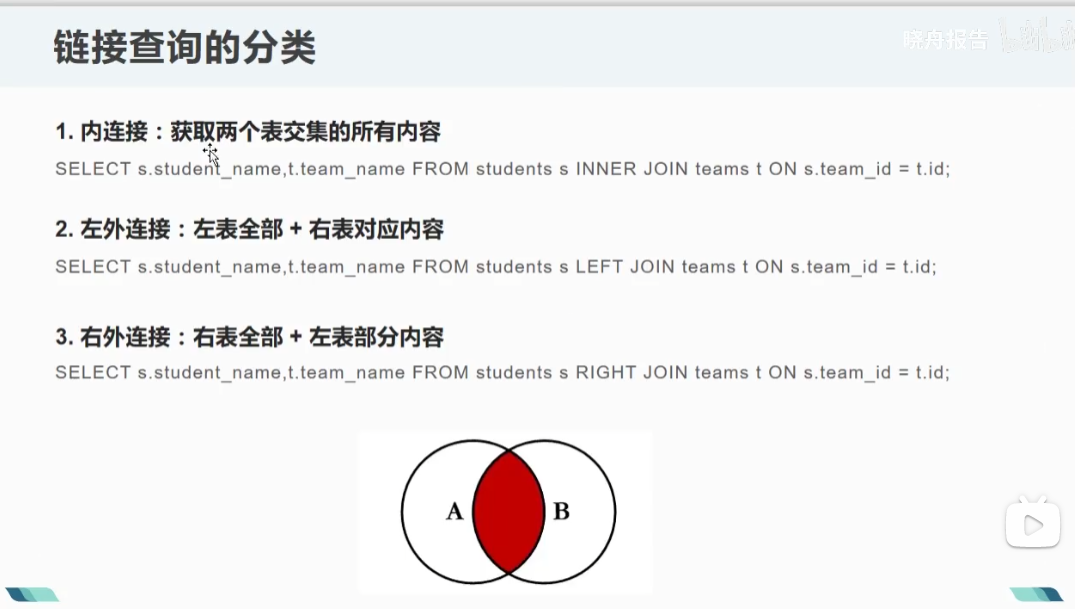 链接查询的分类
晓舟报告
1. 内连接：获取两个表交集的所有内容
SELECT s.student_name,t.team_name FROM students s INNER JOIN teams t ON s.team_id = t.id;
2. 左外连接：左表全部 + 右表对应内容
SELECT s.student_name,t.team_name FROM students s LEFT JOIN teams t ON s.team_id = t.id;
3. 右外连接：右表全部 + 左表部分内容
SELECT s.student_name,t.team_name FROM students s RIGHT JOIN teams t ON s.team_id = t.id;
A B